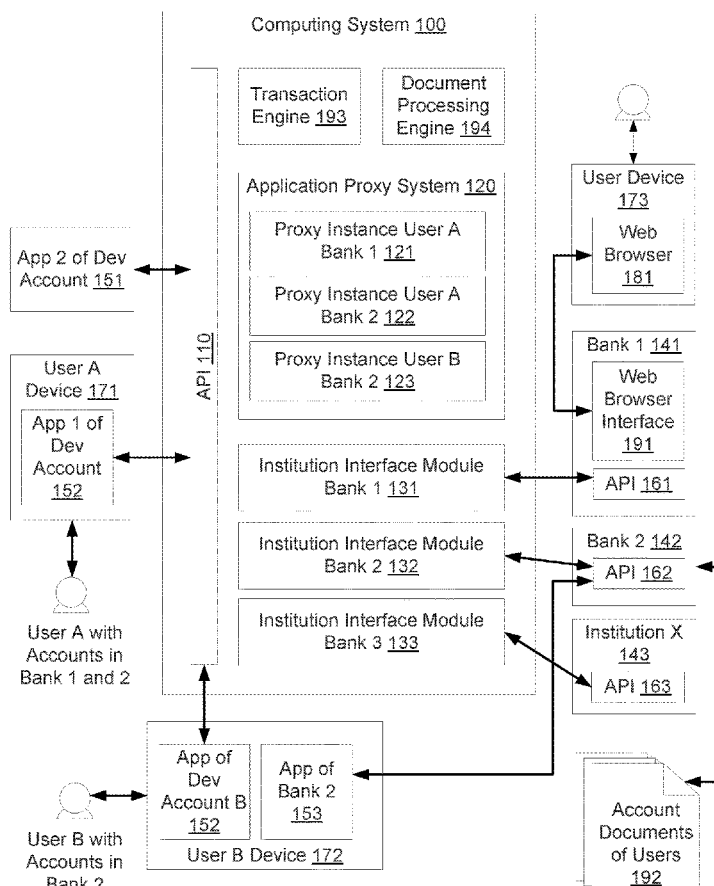 Computing System 100
Transaction
Engine 193
Document
Processing
Engine 194
Application Proxy System 120
Proxy Instance User A
Bank 1 121
Proxy Instance User A
Bank 2 122
Proxy Instance User B
Bank 2 123
API 110
Institution Interface Module
Bank 1 131
Institution Interface Module
Bank 2 132
Institution Interface Module
Bank 3 133
App 2 of Dev
Account 151
User A
Device 171
App 1 of
Dev
Account
152
User A with
Accounts in
Bank 1 and 2
User Device
173
Web
Browser
181
Bank 1 141
Web
Browser
Interface
191
API 161
Bank 2 142
API 162
Institution X
143
API 163
App of
Dev
Account B
152
App of
Bank 2
153
User B Device 172
User B with
Accounts in
Bank 2
Account
Documents
of Users
192